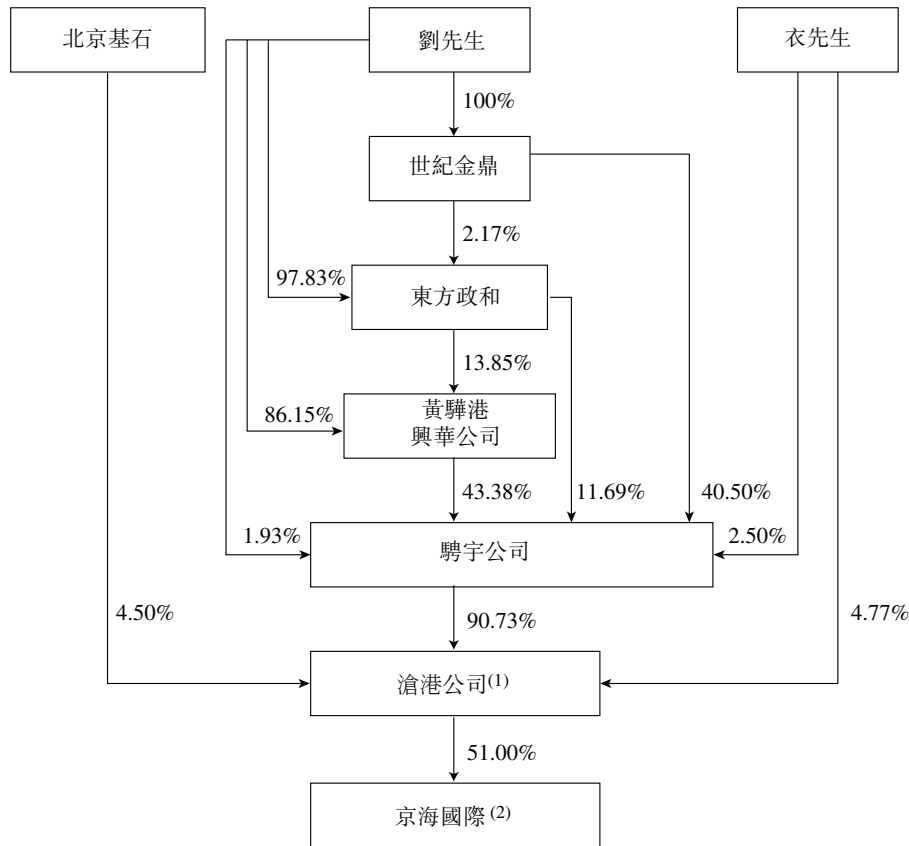 北京基石
劉先生
衣先生
100%
世紀金鼎
2.17%
97.83%
東方政和
13.85%
86.15%
黃驊港
興華公司
43.38%
11.69%
40.50%
1.93%
騁宇公司
2.50%
4.50%
90.73%
4.77%
滄港公司(1)
51.00%
京海國際(2)